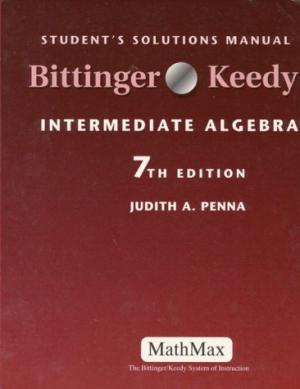 STUDENT'S SOLUTIONS MANUAL
Bittinger Keedy
INTERMEDIATE ALGEBRA
7TH EDITION
JUDITH A. PENNA
MathMax
The Bittinger/Keedy System of Instruction